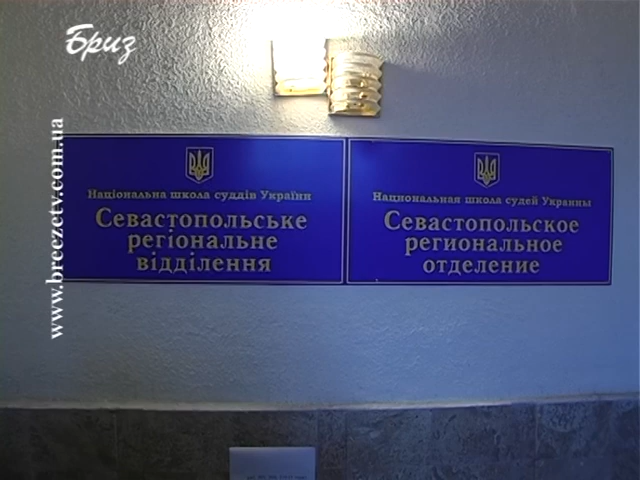 Бриз
www.breezetv.com.ua
Національна школа суддів України
Севастопольське
регіональне
відділення
Национальная школа судей Украины
Севастопольское
региональное
отделение